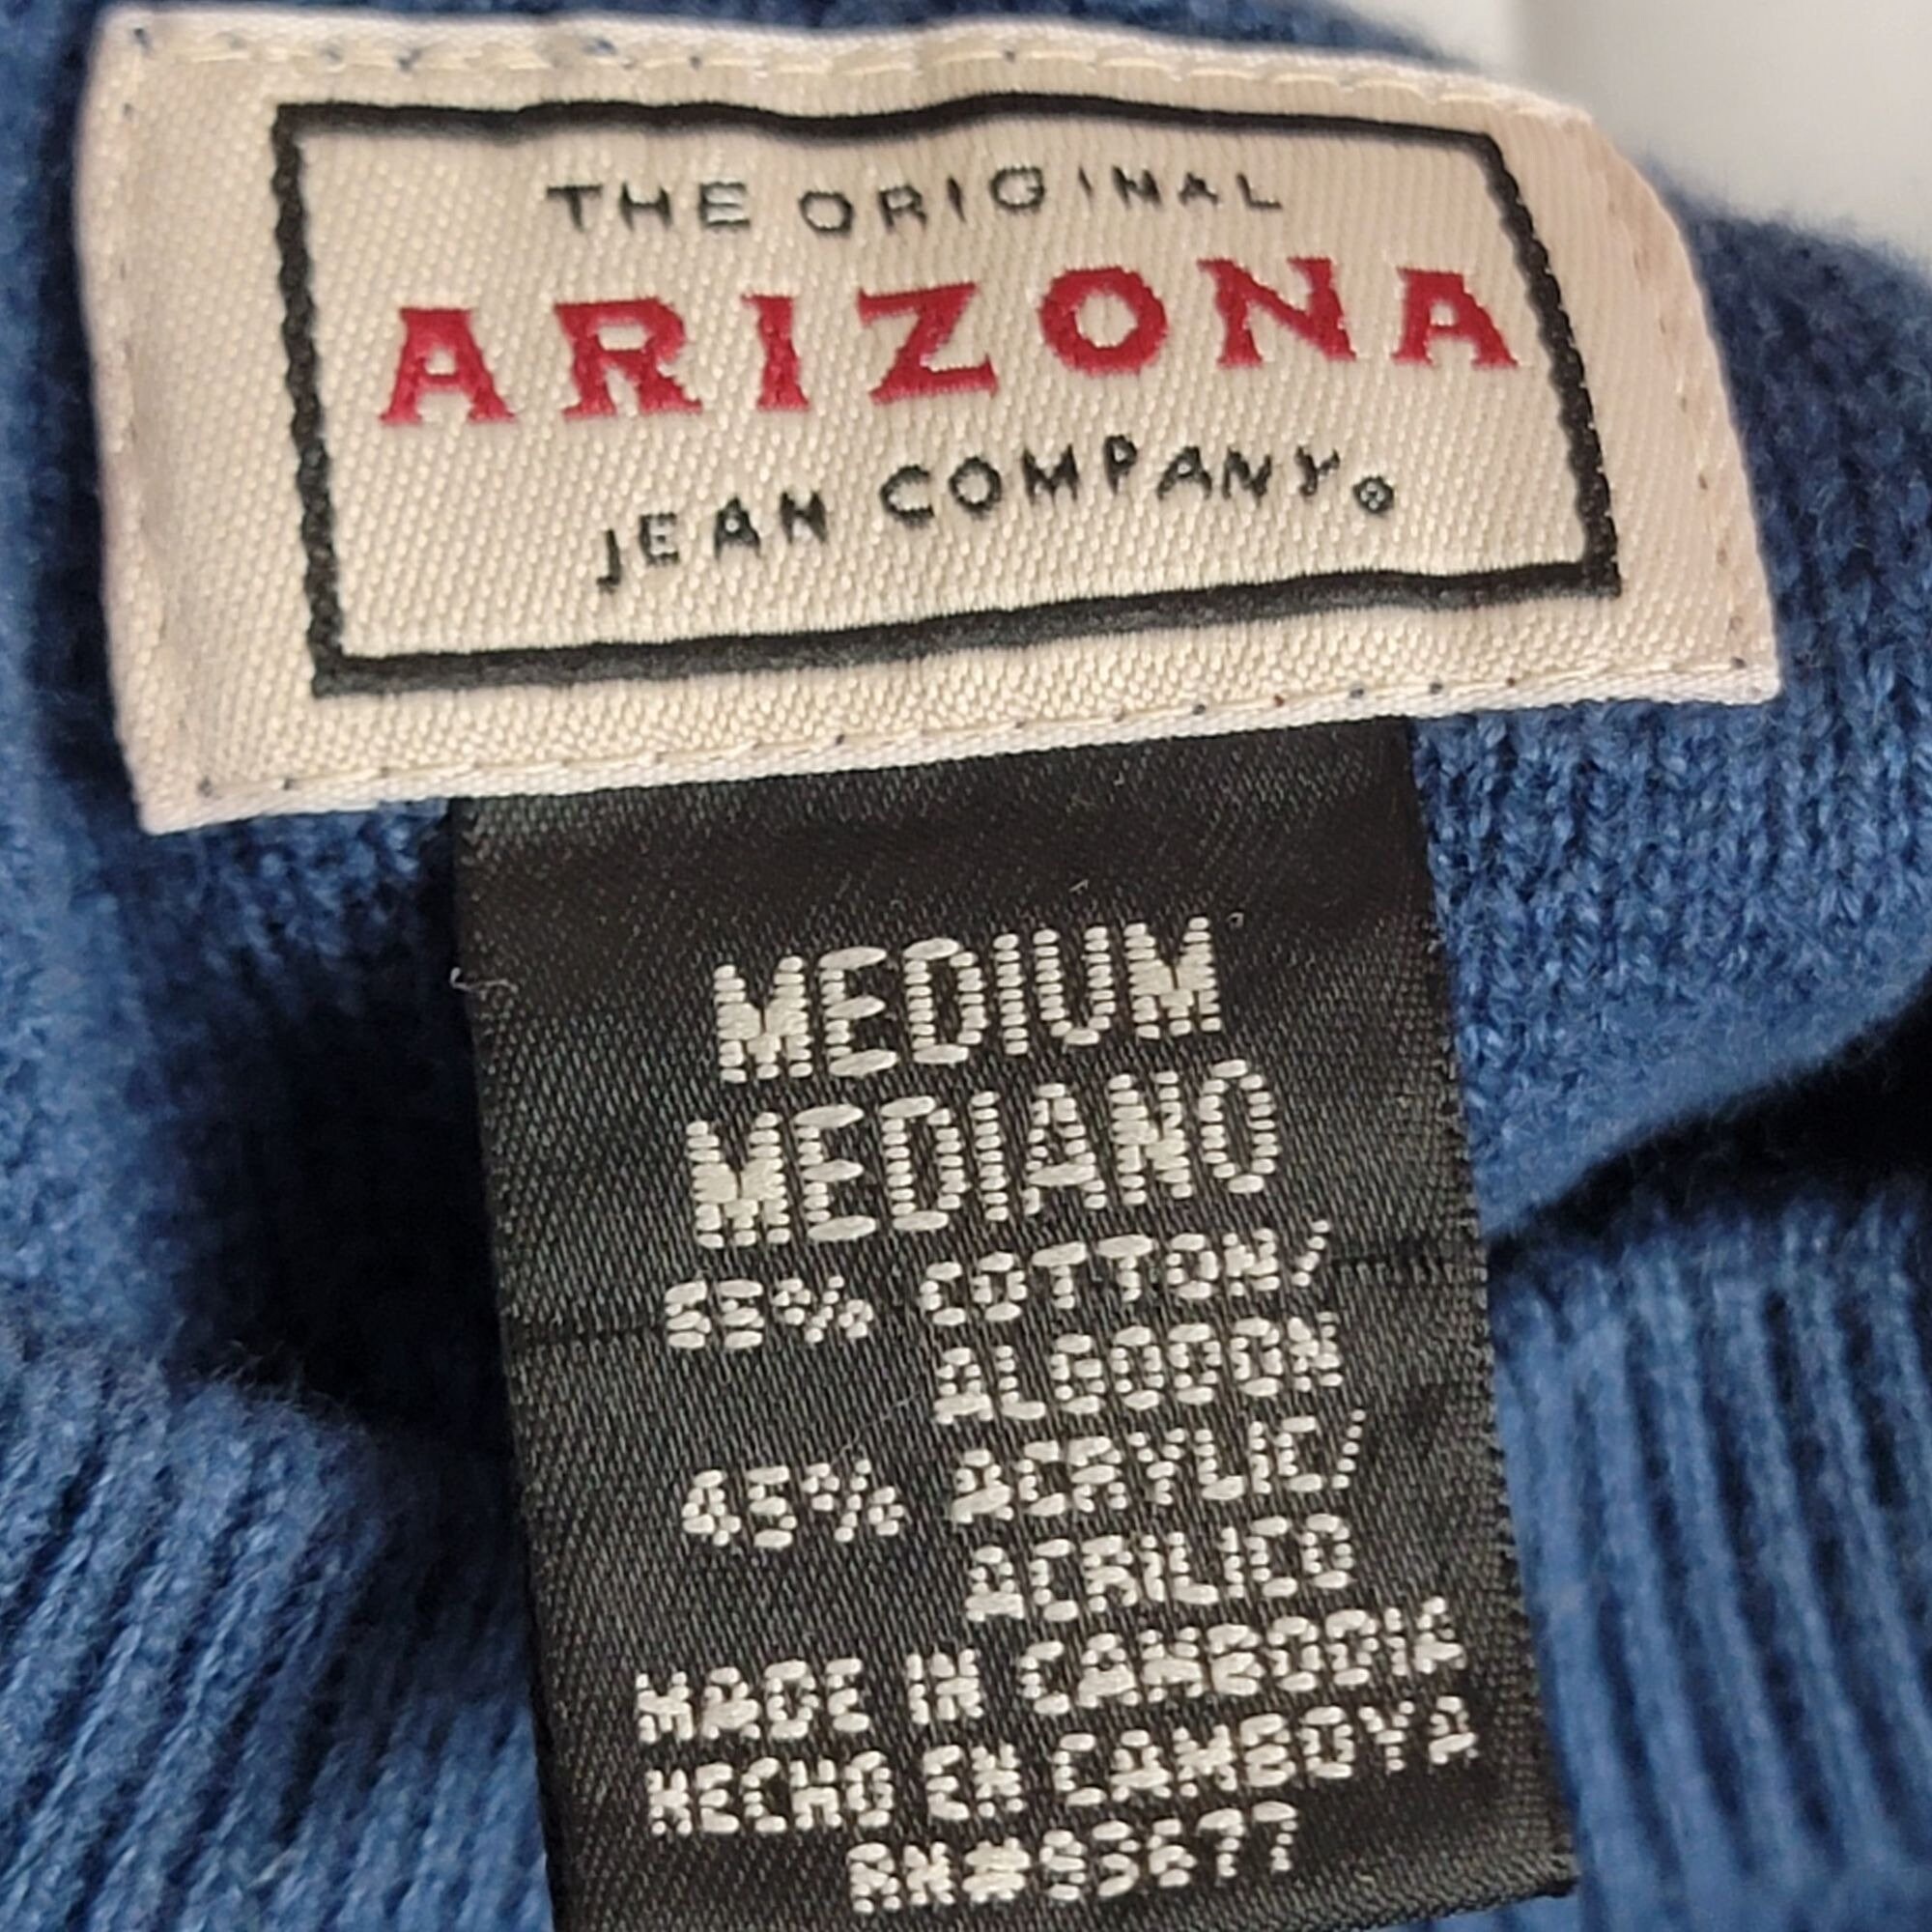 THE ORIGINAL
ARIZONA
JEAN COMPANY®
MEDIUM
MEDIANO
55% COTTON/
ALGODON
45% ACRYLIC/
ACRILICO
MADE IN CAMBODIA
HECHO EN CAMBOYA
RN#93677